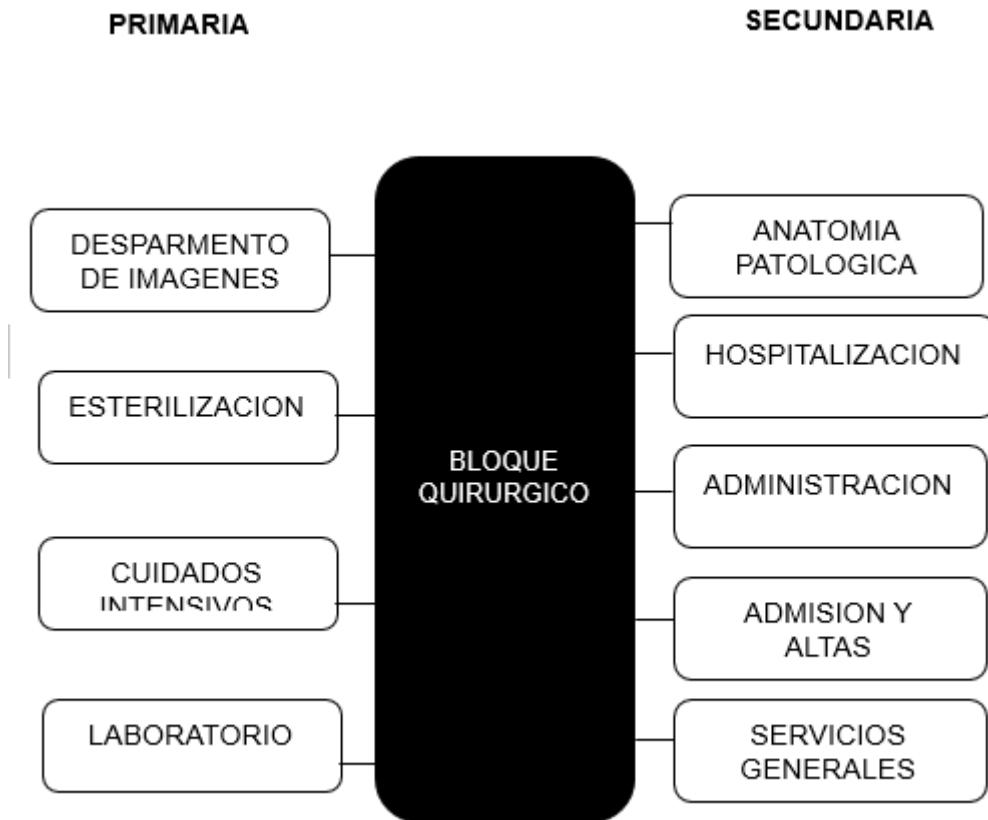 PRIMARIA
SECUNDARIA
DESPARMENTO
DE IMAGENES
ESTERILIZACION
CUIDADOS
INTENSIVOS
LABORATORIO
BLOQUE
QUIRURGICO
ANATOMIA
PATOLOGICA
HOSPITALIZACION
ADMINISTRACION
ADMISION Y
ALTAS
SERVICIOS
GENERALES